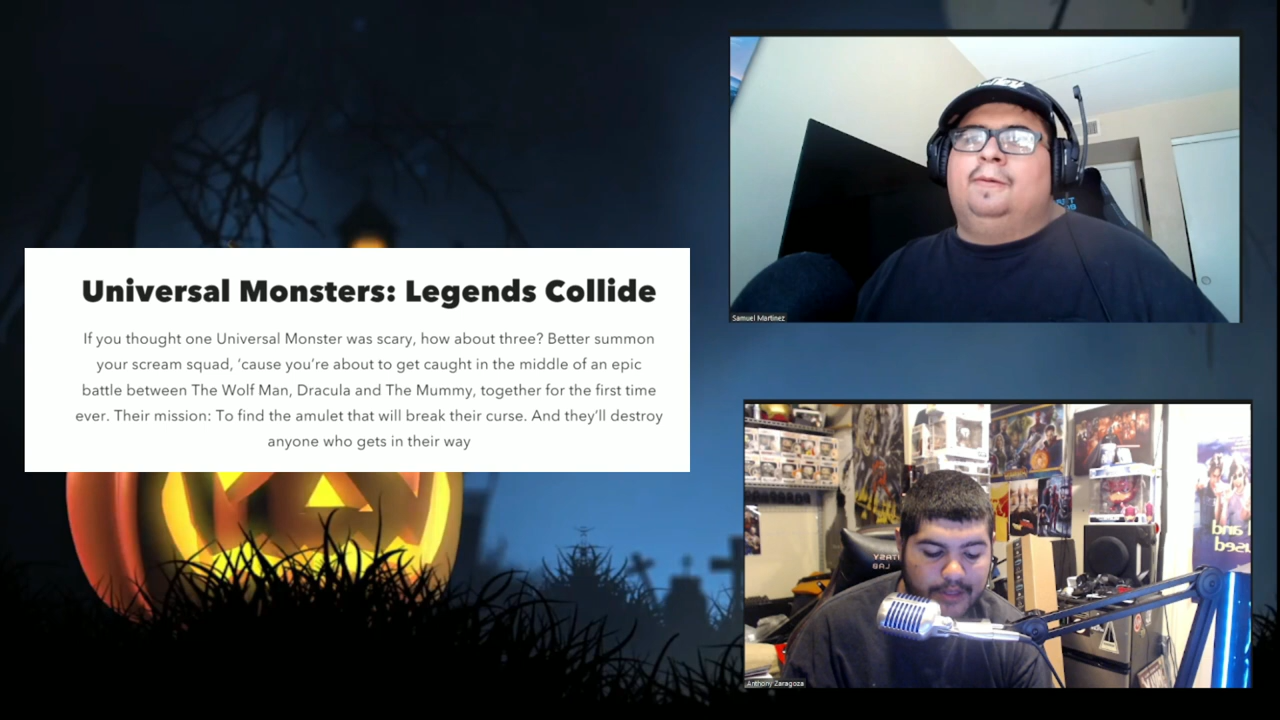 Universal Monsters: Legends Collide
If you thought one Universal Monster was scary, how about three? Better summon
your scream squad, ‘cause you’re about to get caught in the middle of an epic
battle between The Wolf Man, Dracula and The Mummy, together for the first time
ever. Their mission: To find the amulet that will break their curse. And they’ll destroy
anyone who gets in their way
Samuel Martinez
Anthony Zaragoza